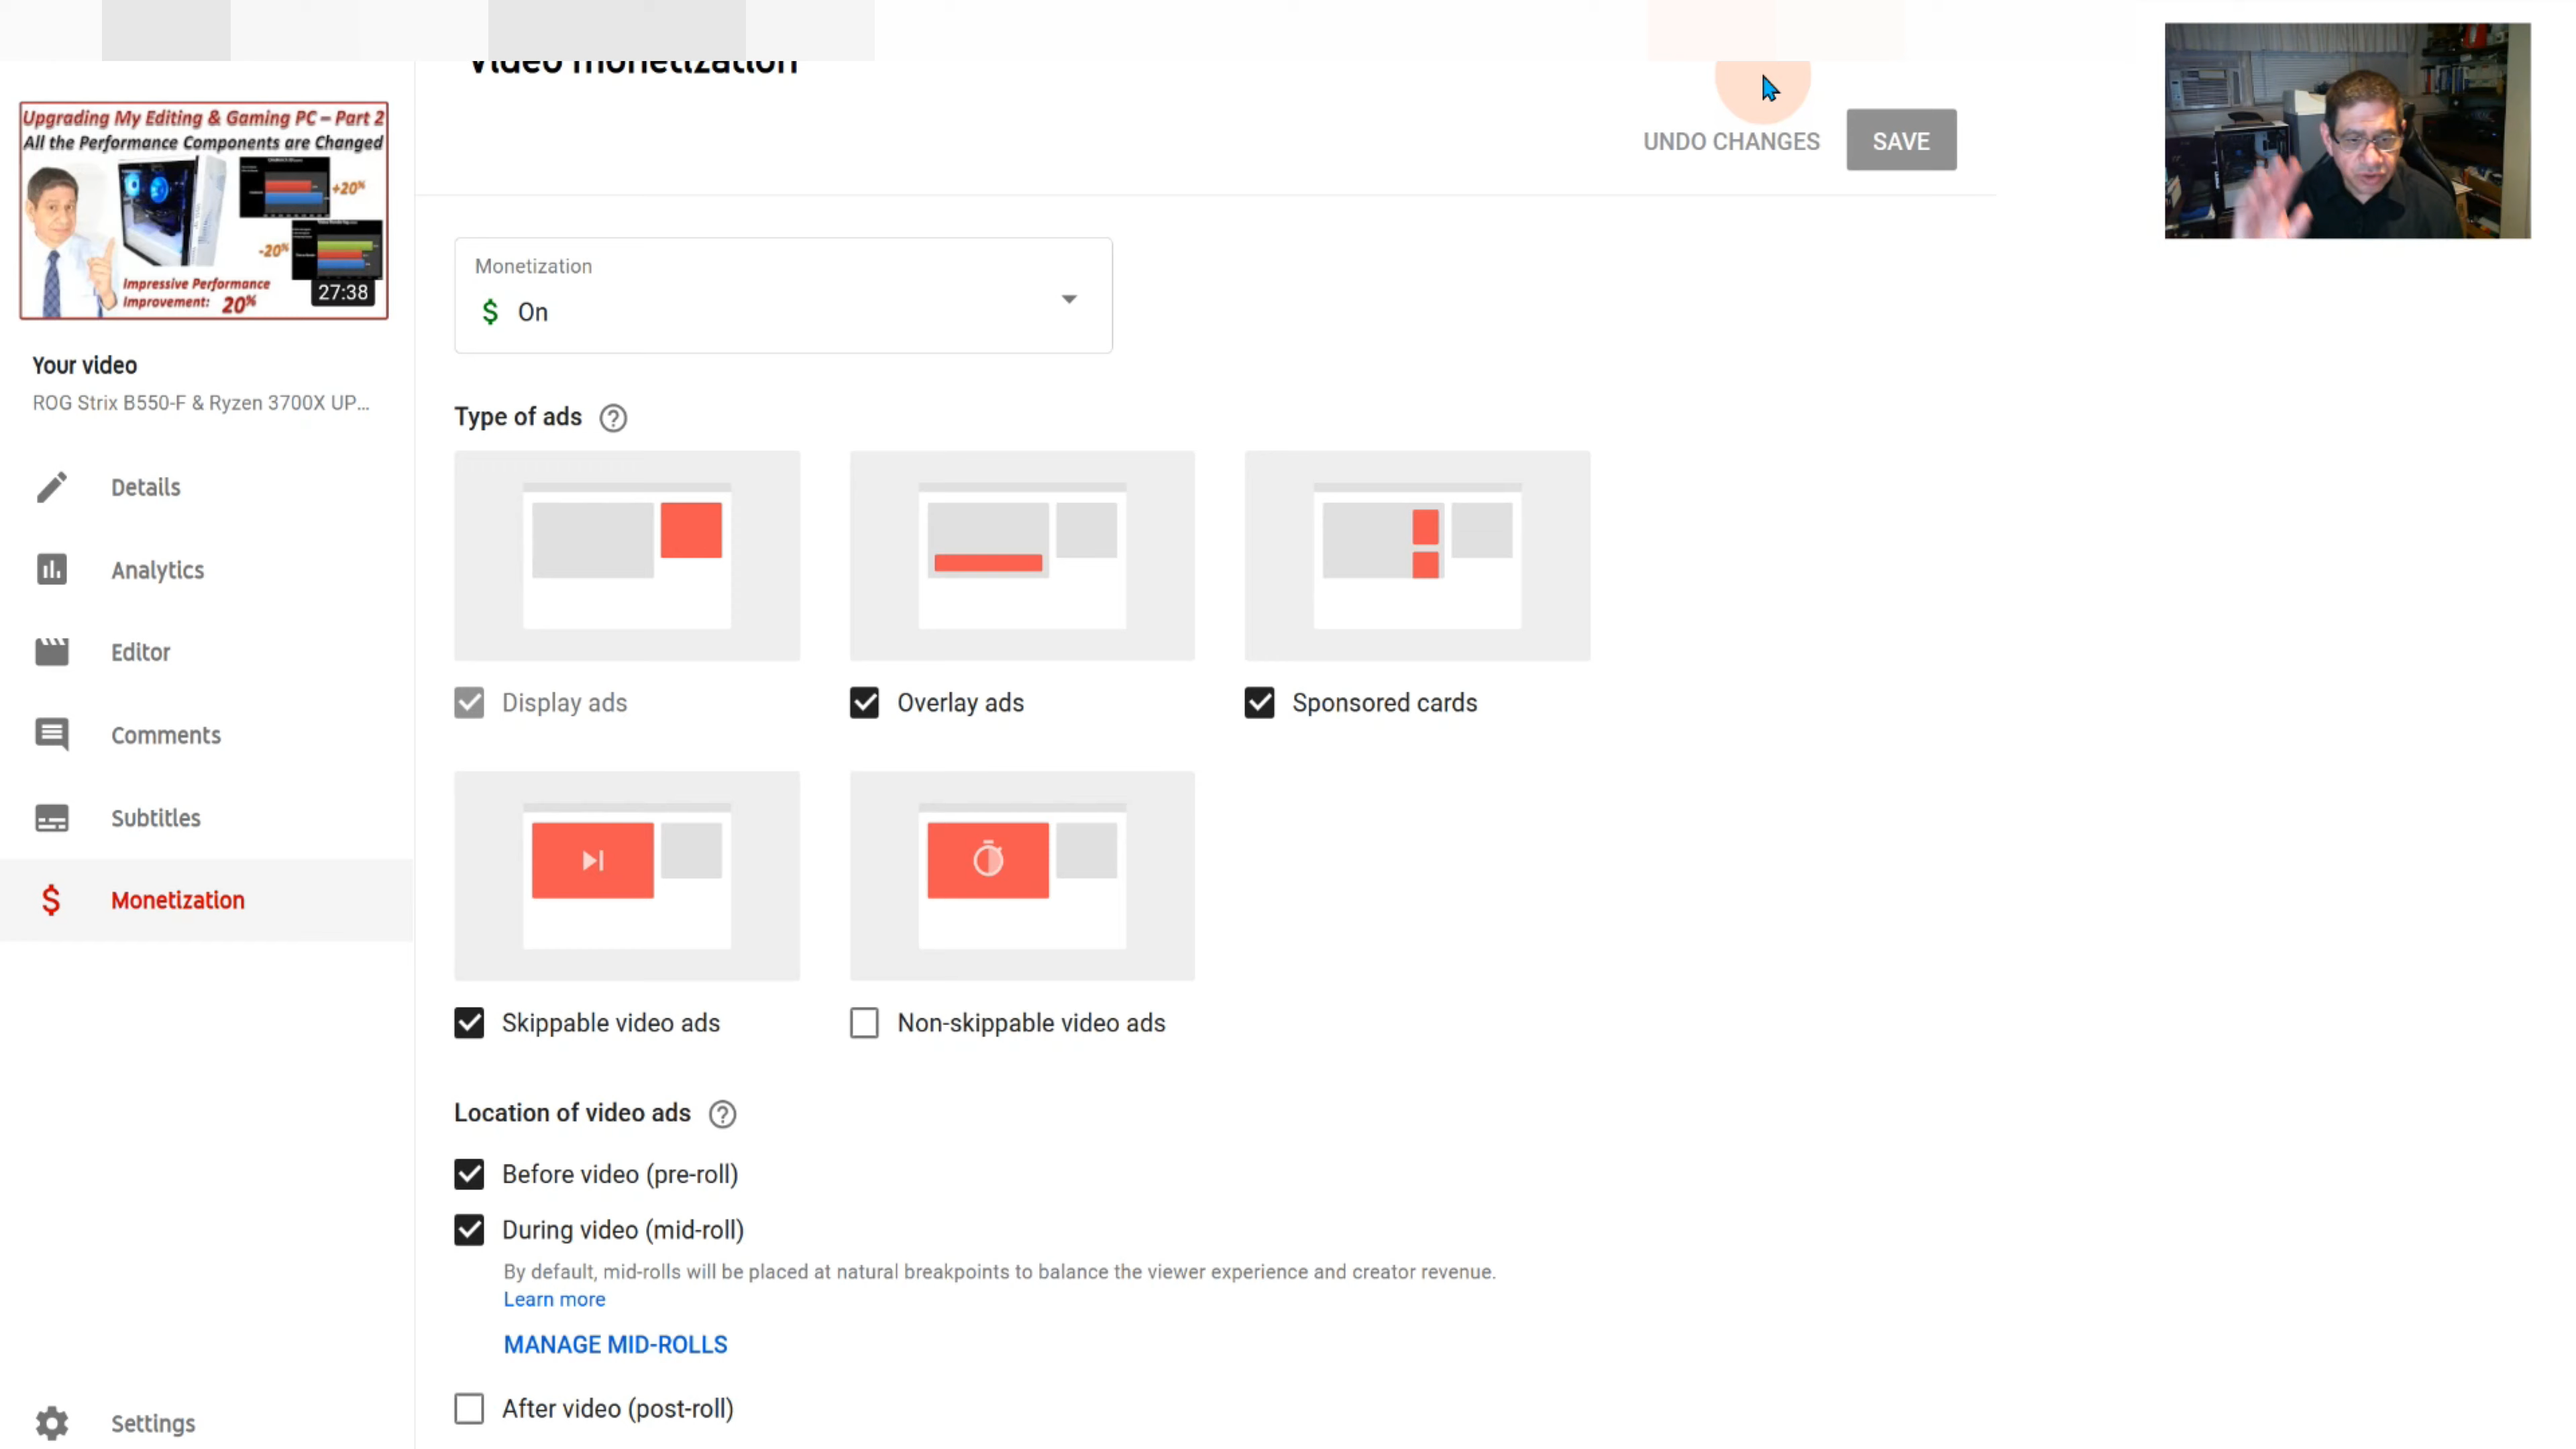 Video monetization
UNDO CHANGES
SAVE
Upgrading My Editing & Gaming PC – Part 2
All the Performance Components are Changed
+20%
-20%
Impressive Performance
Improvement: 20%
27:38
Your video
ROG Strix B550-F & Ryzen 3700X UP...
Details
Analytics
Editor
Comments
Subtitles
Monetization
Settings
Monetization
On
Type of ads
Display ads
Overlay ads
Sponsored cards
Skippable video ads
Non-skippable video ads
Location of video ads
Before video (pre-roll)
During video (mid-roll)
By default, mid-rolls will be placed at natural breakpoints to balance the viewer experience and creator revenue.
Learn more
MANAGE MID-ROLLS
After video (post-roll)